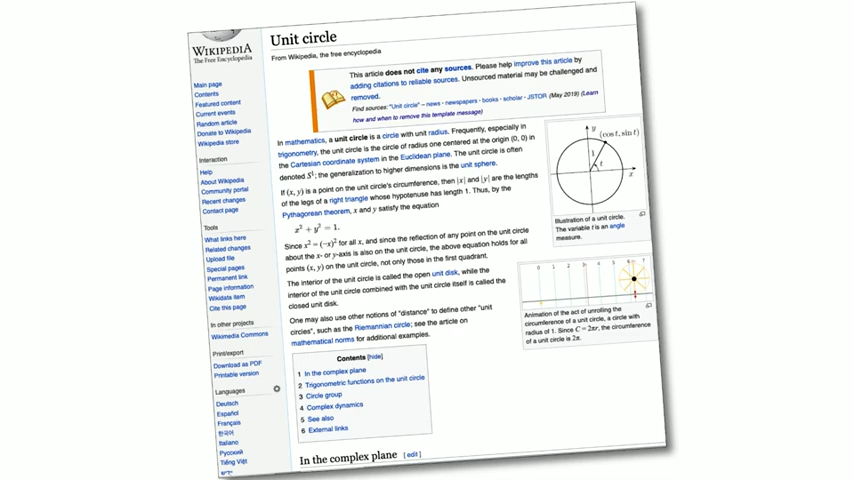 WIKIPEDIA
The Free Encyclopedia
Main page
Contents
Featured content
Current events
Random article
Donate to Wikipedia
Wikipedia store
Interaction
Help
About Wikipedia
Community portal
Recent changes
Contact page
Tools
What links here
Related changes
Upload file
Special pages
Permanent link
Page information
Wikidata item
Cite this page
In other projects
Wikimedia Commons
Print/export
Download as PDF
Printable version
Languages
Deutsch
Español
Français
한국어
Italiano
Русский
Tiếng Việt
Unit circle
From Wikipedia, the free encyclopedia
This article does not cite any sources. Please help improve this article by
adding citations to reliable sources. Unsourced material may be challenged and
removed.
Find sources: "Unit circle" – news · newspapers · books · scholar · JSTOR (May 2019) (Learn
how and when to remove this template message)
In mathematics, a unit circle is a circle with unit radius. Frequently, especially in
trigonometry, the unit circle is the circle of radius one centered at the origin (0, 0) in
the Cartesian coordinate system in the Euclidean plane. The unit circle is often
denoted S¹; the generalization to higher dimensions is the unit sphere.
If (x, y) is a point on the unit circle's circumference, then |x| and |y| are the lengths
of the legs of a right triangle whose hypotenuse has length 1. Thus, by the
Pythagorean theorem, x and y satisfy the equation
x² + y² = 1.
Since x² = (−x)² for all x, and since the reflection of any point on the unit circle
about the x- or y-axis is also on the unit circle, the above equation holds for all
points (x, y) on the unit circle, not only those in the first quadrant.
The interior of the unit circle is called the open unit disk, while the
interior of the unit circle combined with the unit circle itself is called the
closed unit disk.
One may also use other notions of "distance" to define other "unit
circles", such as the Riemannian circle; see the article on
mathematical norms for additional examples.
Contents [hide]
1 In the complex plane
2 Trigonometric functions on the unit circle
3 Circle group
4 Complex dynamics
5 See also
6 External links
In the complex plane [ edit ]
y
(cos t, sin t)
1
t
x
Illustration of a unit circle.
The variable t is an angle
measure.
0 1 2 3 4 5 6 7
Animation of the act of unrolling the
circumference of a unit circle, a circle with
radius of 1. Since C = 2πr, the circumference
of a unit circle is 2π.